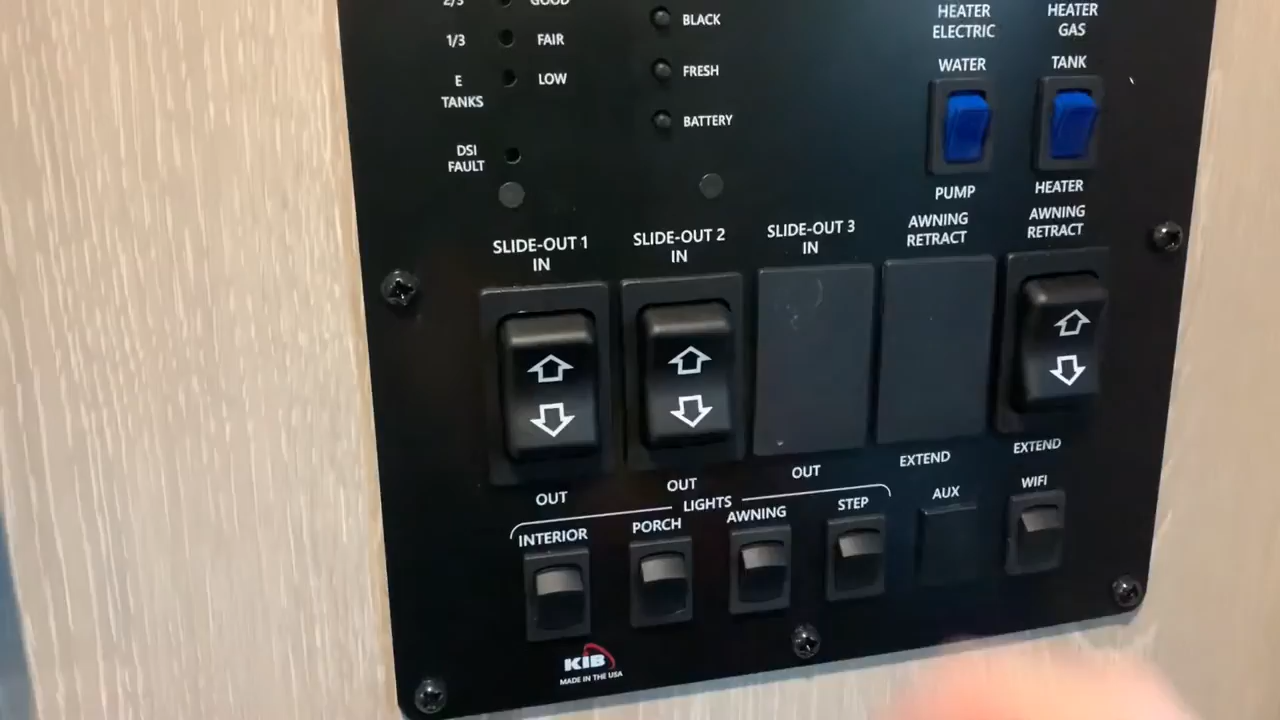 2/3 GOOD
1/3 FAIR
E LOW
TANKS
DSI
FAULT
BLACK
FRESH
BATTERY
HEATER
ELECTRIC
WATER
PUMP
HEATER
GAS
TANK
HEATER
SLIDE-OUT 1
IN
SLIDE-OUT 2
IN
SLIDE-OUT 3
IN
AWNING
RETRACT
AWNING
RETRACT
OUT
OUT
OUT
EXTEND
EXTEND
LIGHTS
INTERIOR
PORCH
AWNING
STEP
AUX
WIFI
KIB
MADE IN THE USA